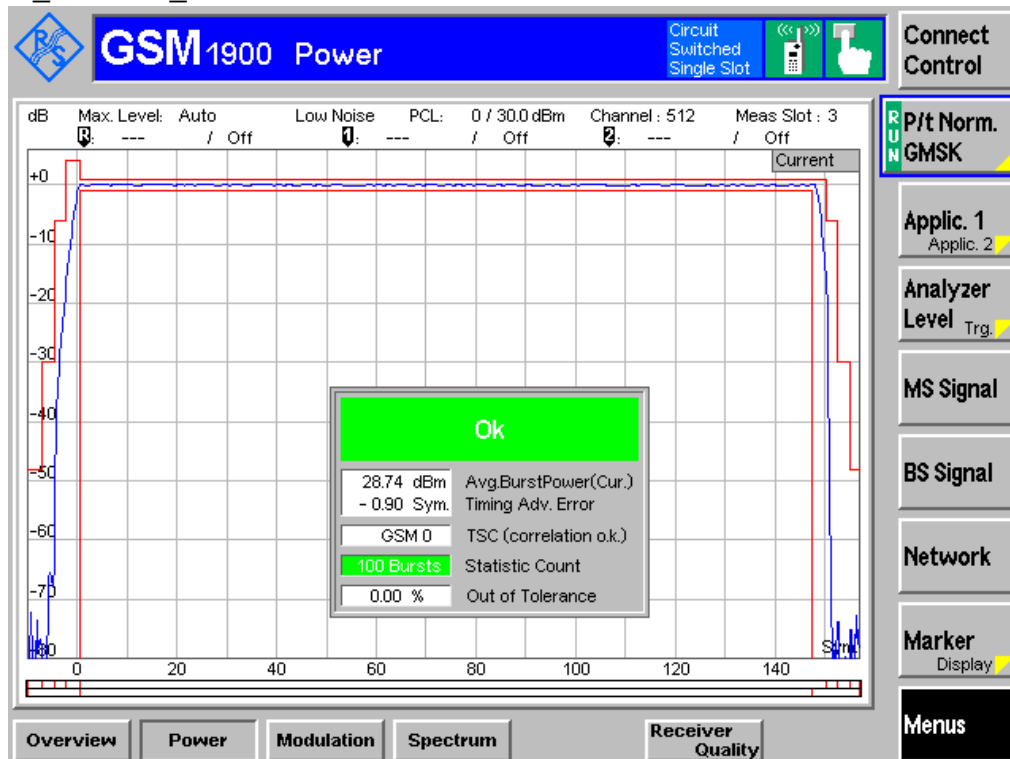 R&S
GSM 1900 Power
Circuit
Switched
Single Slot
Connect
Control
dB Max. Level: Auto Low Noise PCL: 0 / 30.0 dBm Channel : 512 Meas Slot : 3
R: --- / Off 1: --- / Off 2: --- / Off
Current
RUN
P/t Norm.
GMSK
Applic. 1
Applic. 2
Analyzer
Level Trg.
MS Signal
BS Signal
Network
Marker
Display
Menus
+0
-10
-20
-30
-40
-50
-60
-70
-80
Ok
28.74 dBm Avg.BurstPower(Cur.)
- 0.90 Sym. Timing Adv. Error
GSM 0 TSC (correlation o.k.)
100 Bursts Statistic Count
0.00 % Out of Tolerance
0 20 40 60 80 100 120 140
Overview Power Modulation Spectrum Receiver
Quality